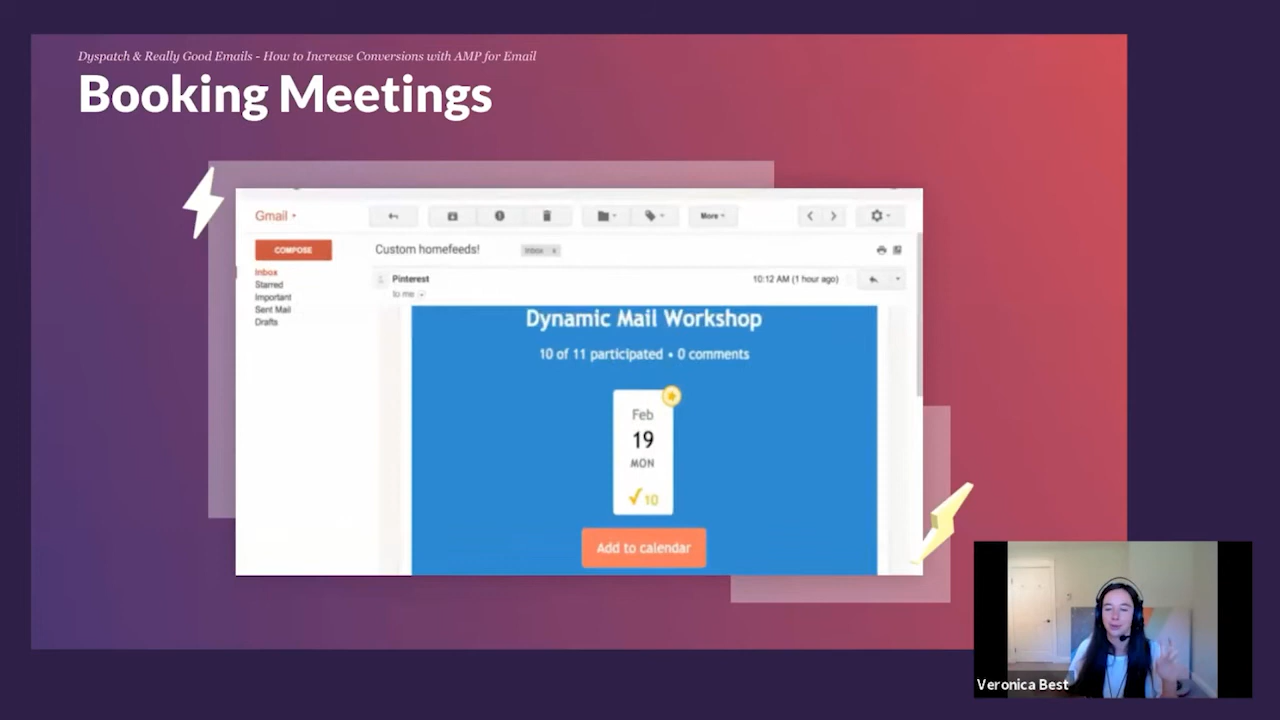 Dyspatch & Really Good Emails - How to Increase Conversions with AMP for Email
Booking Meetings
Gmail
More
COMPOSE
Custom homefeeds!
Inbox x
Inbox
Starred
Important
Sent Mail
Drafts
Pinterest
10:12 AM (1 hour ago)
to me
Dynamic Mail Workshop
10 of 11 participated • 0 comments
Feb
19
MON
✓10
Add to calendar
Veronica Best